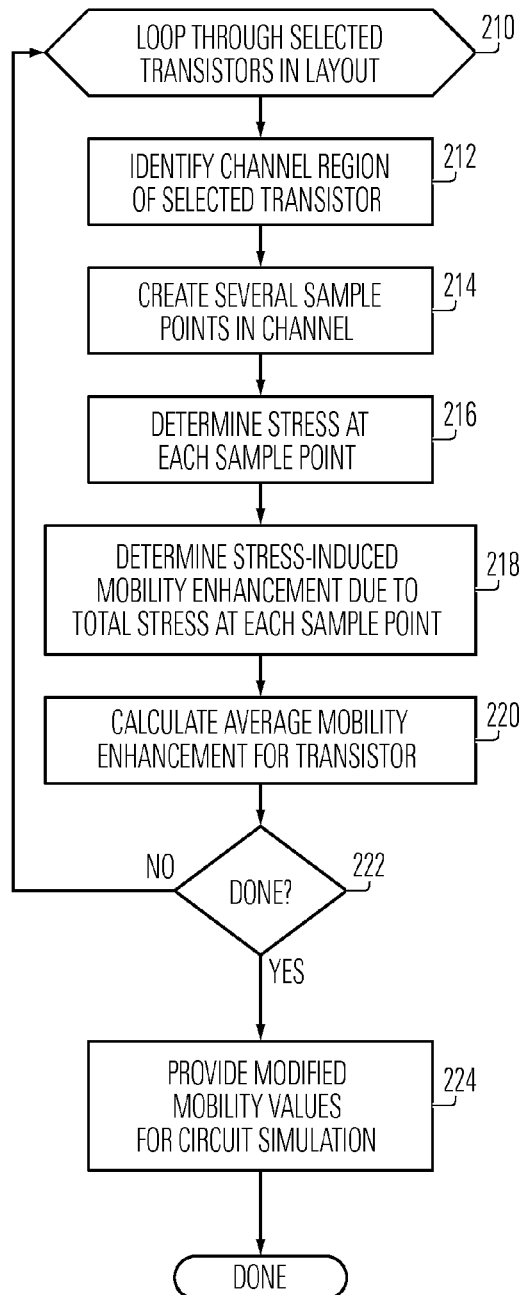 LOOP THROUGH SELECTED
TRANSISTORS IN LAYOUT
210
IDENTIFY CHANNEL REGION
OF SELECTED TRANSISTOR
212
CREATE SEVERAL SAMPLE
POINTS IN CHANNEL
214
DETERMINE STRESS AT
EACH SAMPLE POINT
216
DETERMINE STRESS-INDUCED
MOBILITY ENHANCEMENT DUE TO
TOTAL STRESS AT EACH SAMPLE POINT
218
CALCULATE AVERAGE MOBILITY
ENHANCEMENT FOR TRANSISTOR
220
NO
DONE?
222
YES
PROVIDE MODIFIED
MOBILITY VALUES
FOR CIRCUIT SIMULATION
224
DONE